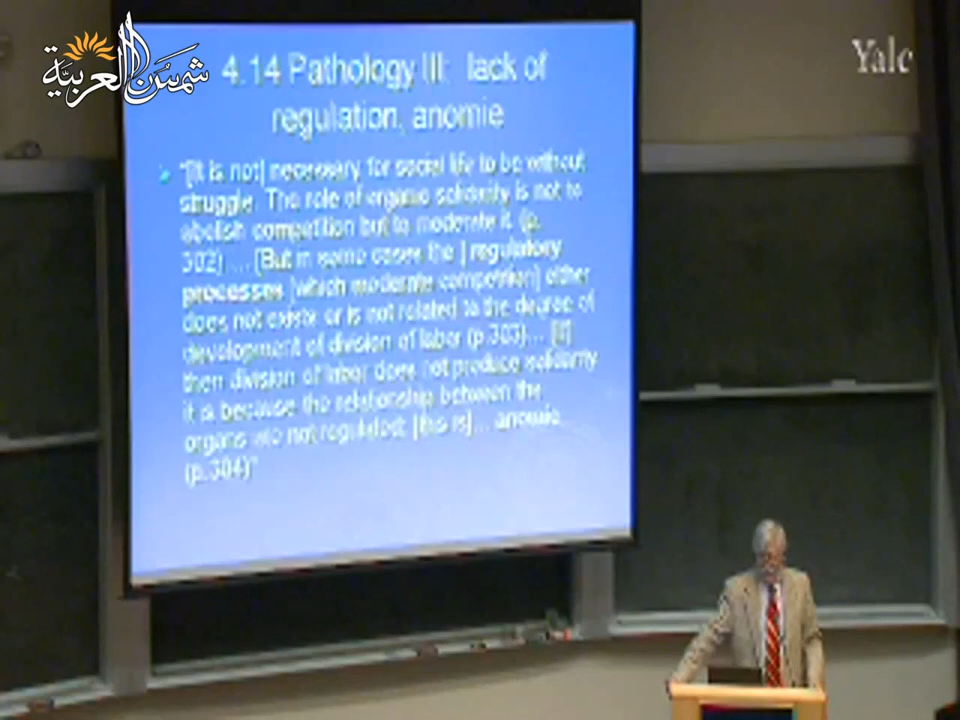 شمس العربية
Yale
4.14 Pathology III: lack of
regulation, anomie
"[It is not] necessary for social life to be without
struggle. The role of organic solidarity is not to
abolish competition but to moderate it. (p.
302) ... [But in some cases the ] regulatory
processes [which moderate competition] either
does not exists or is not related to the degree of
development of division of labor (p.303)... [If]
then division of labor does not produce solidarity
it is because the relationship between the
organs are not regulated; [this is]... anomie
(p.304)"